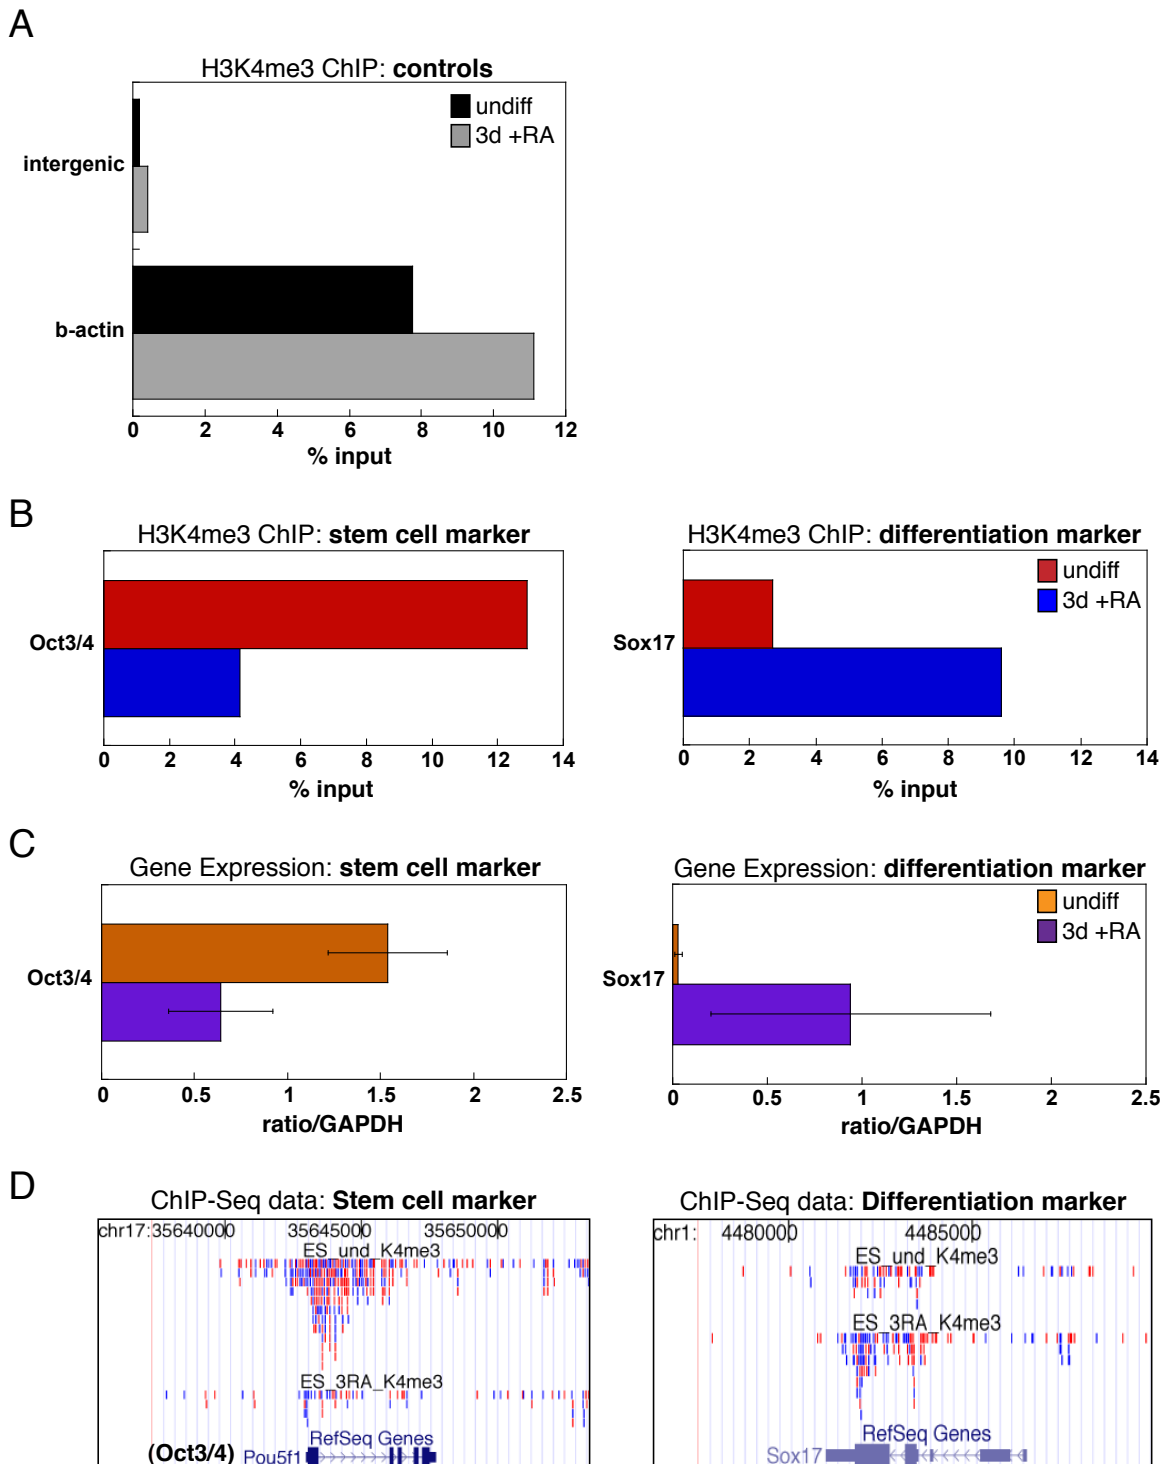 A
H3K4me3 ChIP: controls
undiff
3d +RA
intergenic
b-actin
0 2 4 6 8 10 12
% input
B
H3K4me3 ChIP: stem cell marker
Oct3/4
0 2 4 6 8 10 12 14
% input
H3K4me3 ChIP: differentiation marker
undiff
3d +RA
Sox17
0 2 4 6 8 10 12 14
% input
C
Gene Expression: stem cell marker
Oct3/4
0 0.5 1 1.5 2 2.5
ratio/GAPDH
Gene Expression: differentiation marker
undiff
3d +RA
Sox17
0 0.5 1 1.5 2 2.5
ratio/GAPDH
D
ChIP-Seq data: Stem cell marker
chr17: 35640000 35645000 35650000
ES_und_K4me3
ES_3RA_K4me3
RefSeq Genes
(Oct3/4) Pou5f1
ChIP-Seq data: Differentiation marker
chr1: 4480000 4485000
ES_und_K4me3
ES_3RA_K4me3
RefSeq Genes
Sox17